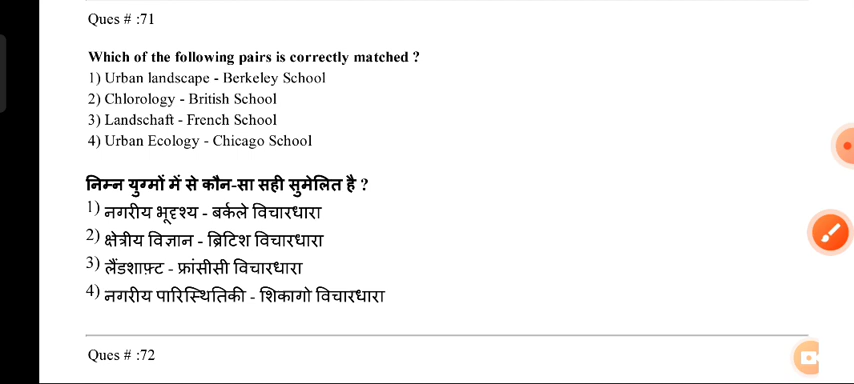 Ques # :71
Which of the following pairs is correctly matched ?
1) Urban landscape - Berkeley School
2) Chlorology - British School
3) Landschaft - French School
4) Urban Ecology - Chicago School
निम्न युग्मों में से कौन-सा सही सुमेलित है ?
1) नगरीय भूदृश्य - बर्कले विचारधारा
2) क्षेत्रीय विज्ञान - ब्रिटिश विचारधारा
3) लैंडशाफ़्ट - फ्रांसीसी विचारधारा
4) नगरीय पारिस्थितिकी - शिकागो विचारधारा
Ques # :72